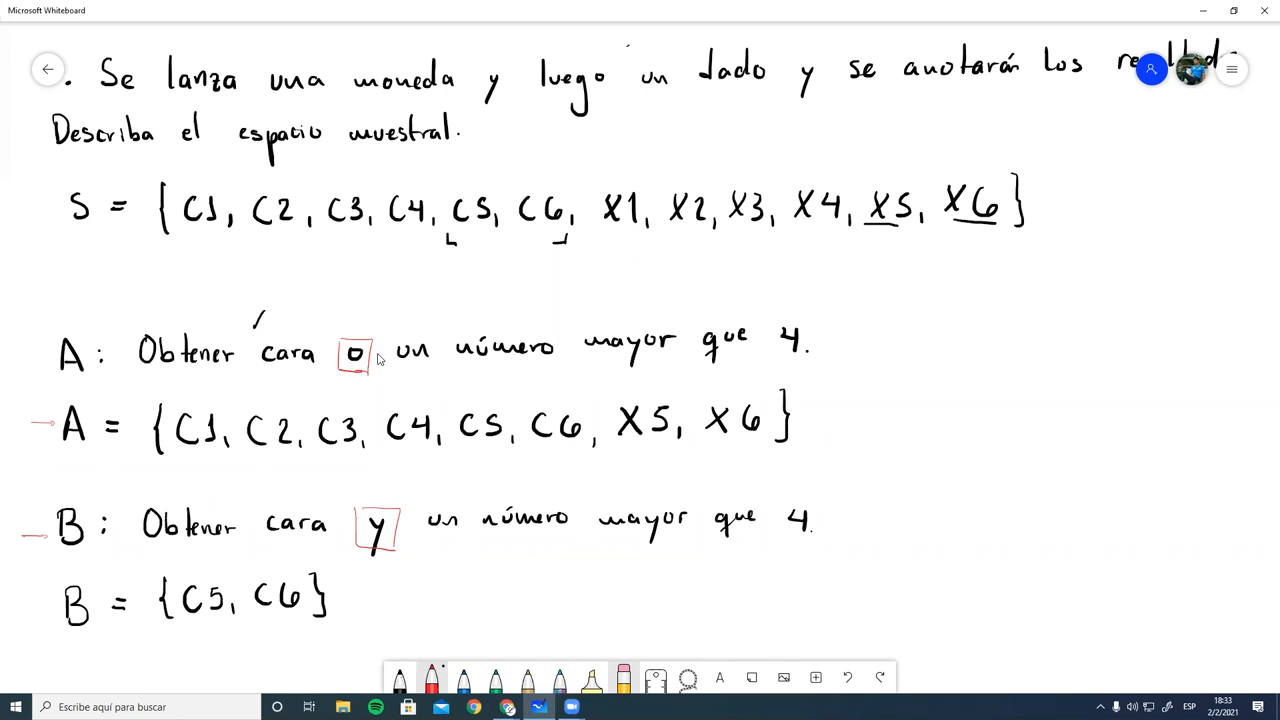 Microsoft Whiteboard
. Se lanza una moneda y luego un dado y se anotarán los
Describa el espacio muestral.
S = {C1, C2, C3, C4, C5, C6, X1, X2, X3, X4, X5, X6}
A: Obtener cara o un número mayor que 4.
A = {C1, C2, C3, C4, C5, C6, X5, X6}
B: Obtener cara y un número mayor que 4.
B = {C5, C6}
Escribe aquí para buscar
ESP
18:33
2/2/2021